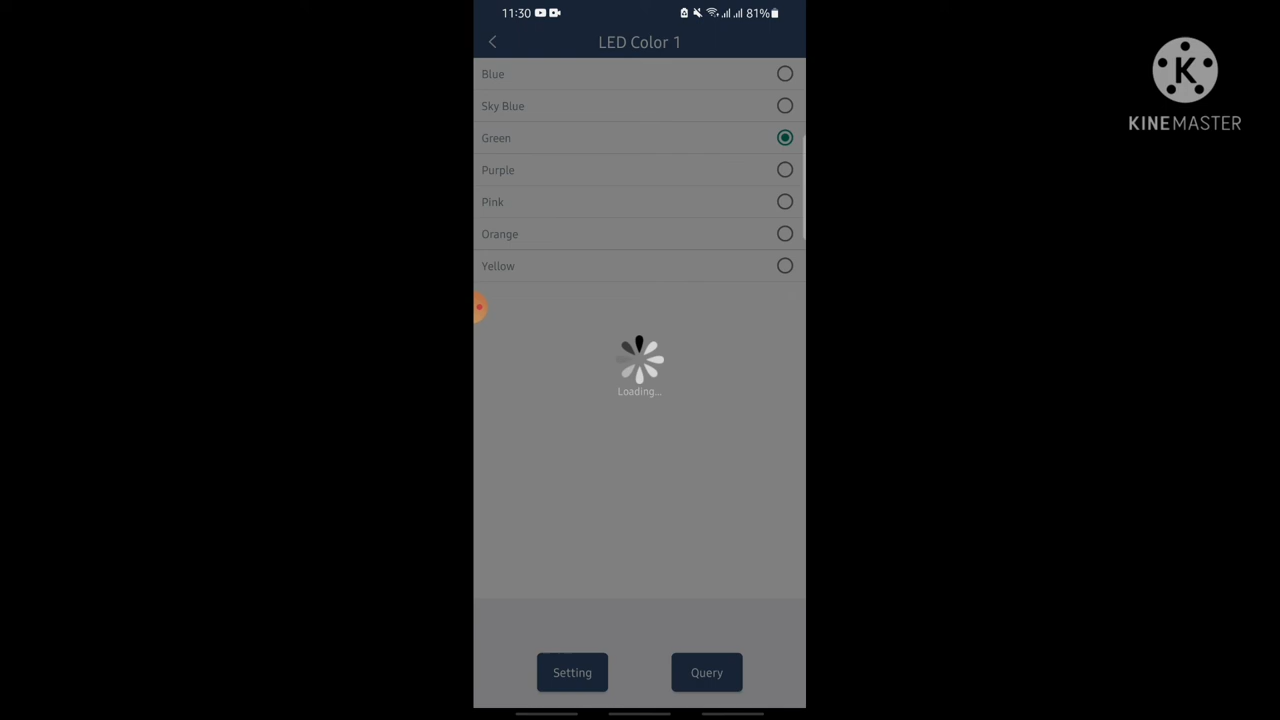 11:30
81%
LED Color 1
Blue
Sky Blue
Green
Purple
Pink
Orange
Yellow
Loading...
Setting
Query
K
KINEMASTER